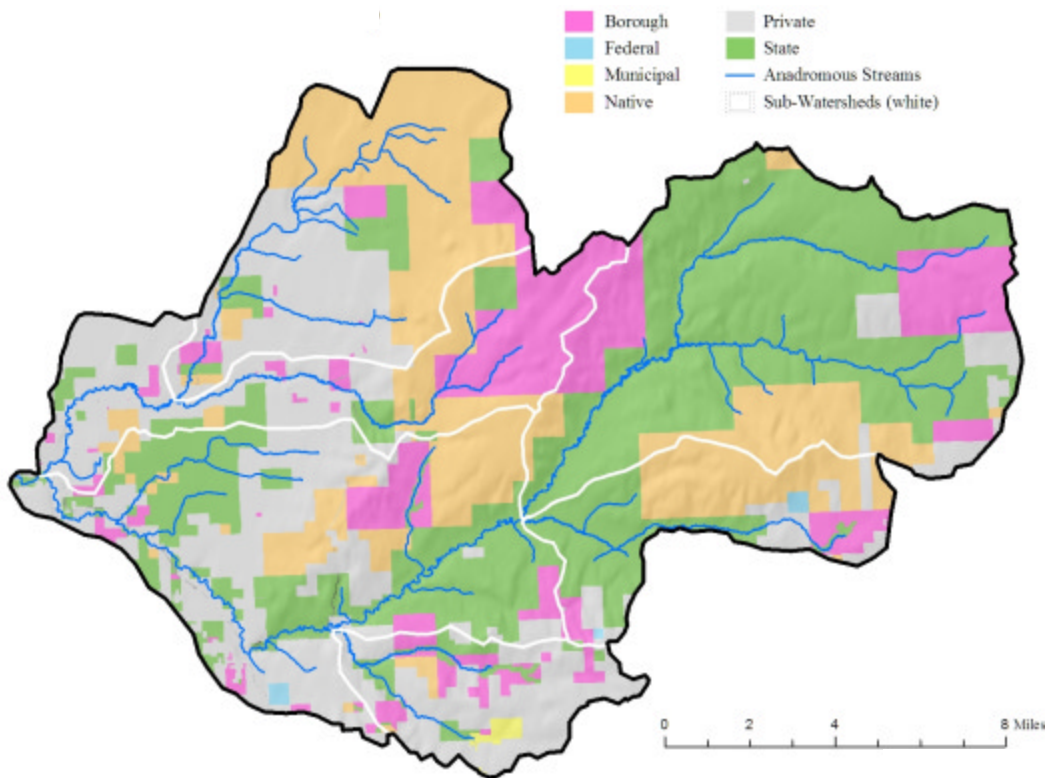 Borough
Federal
Municipal
Native
Private
State
Anadromous Streams
Sub-Watersheds (white)
0 2 4 8 Miles